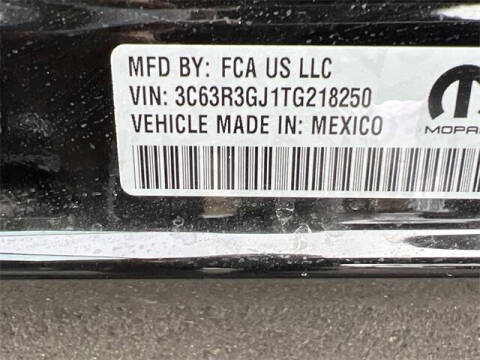 MFD BY: FCA US LLC
VIN: 3C63R3GJ1TG218250
VEHICLE MADE IN: MEXICO
MOPAR